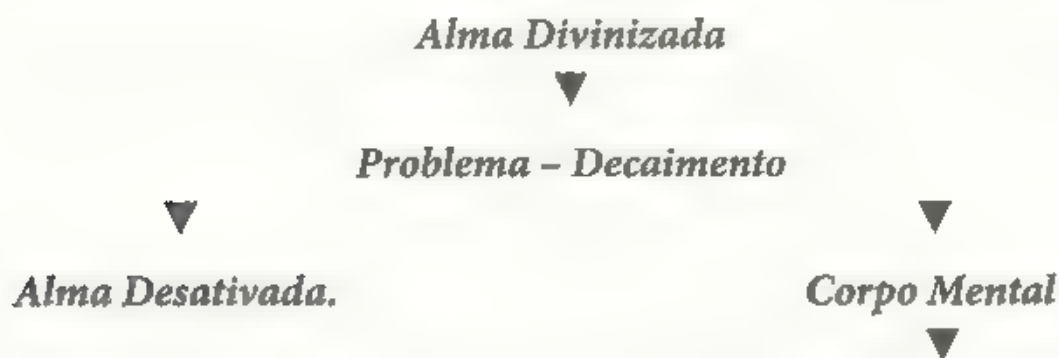 Alma Divinizada
Problema – Decaimento
Alma Desativada. Corpo Mental